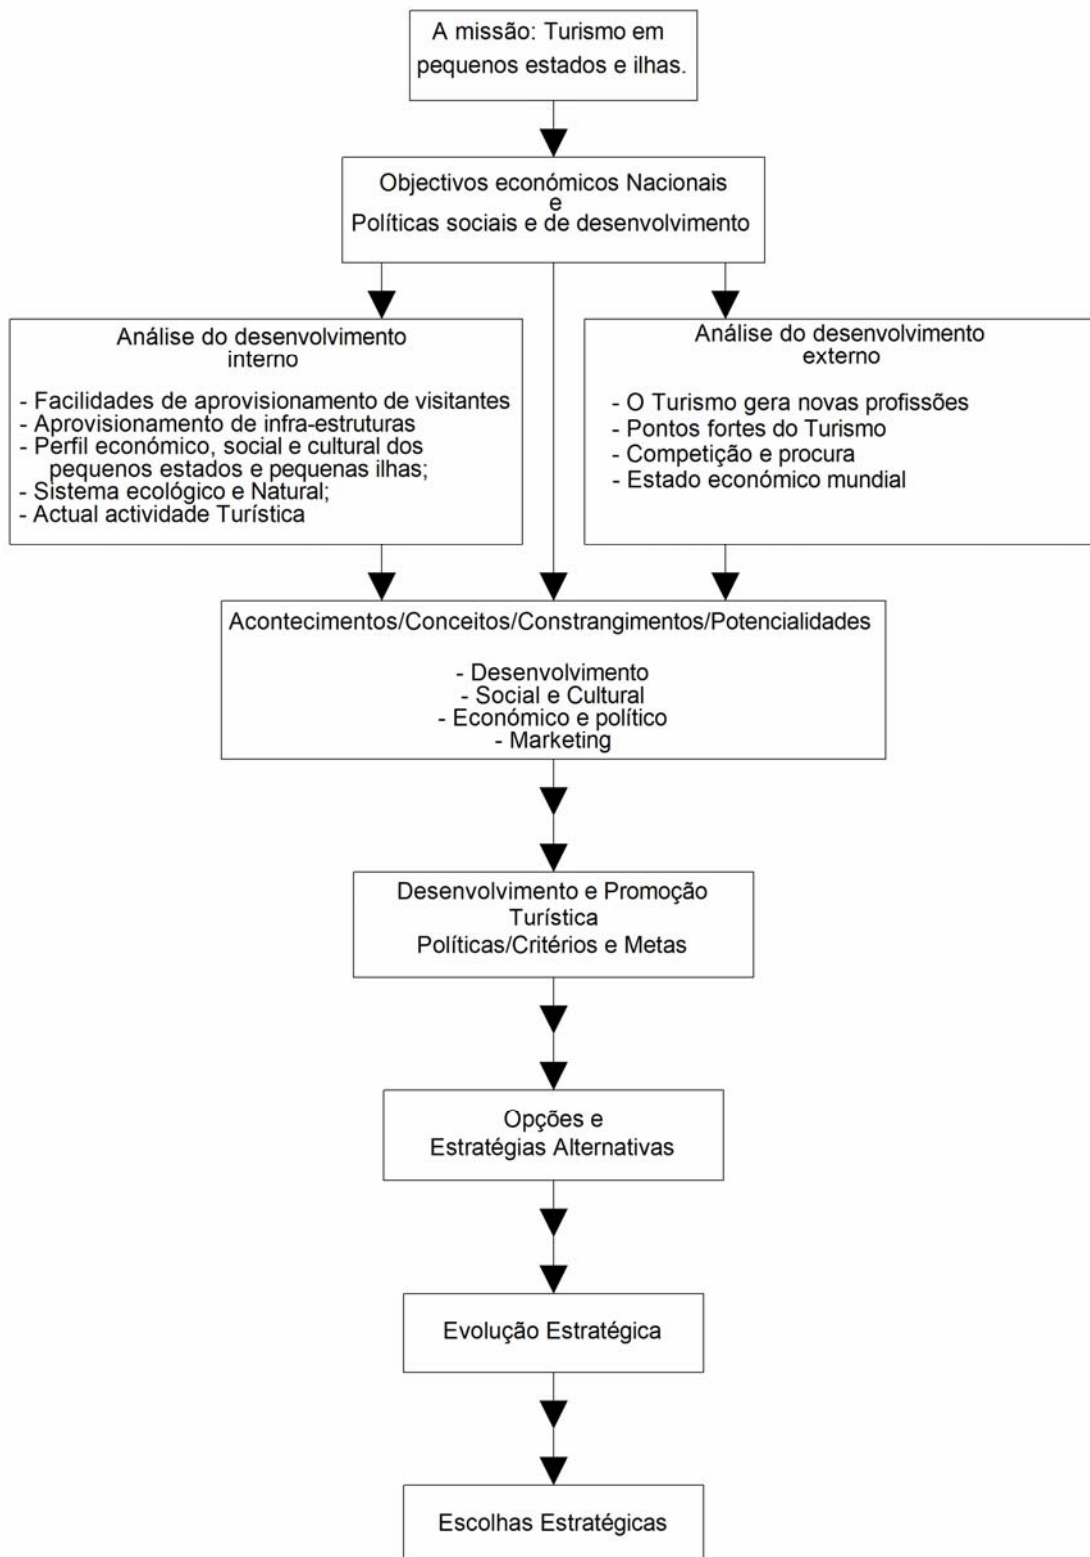 A missão: Turismo em
pequenos estados e ilhas.
Objectivos económicos Nacionais
e
Políticas sociais e de desenvolvimento
Análise do desenvolvimento
interno
- Facilidades de aprovisionamento de visitantes
- Aprovisionamento de infra-estruturas
- Perfil económico, social e cultural dos
pequenos estados e pequenas ilhas;
- Sistema ecológico e Natural;
- Actual actividade Turística
Análise do desenvolvimento
externo
- O Turismo gera novas profissões
- Pontos fortes do Turismo
- Competição e procura
- Estado económico mundial
Acontecimentos/Conceitos/Constrangimentos/Potencialidades
- Desenvolvimento
- Social e Cultural
- Económico e político
- Marketing
Desenvolvimento e Promoção
Turística
Políticas/Critérios e Metas
Opções e
Estratégias Alternativas
Evolução Estratégica
Escolhas Estratégicas